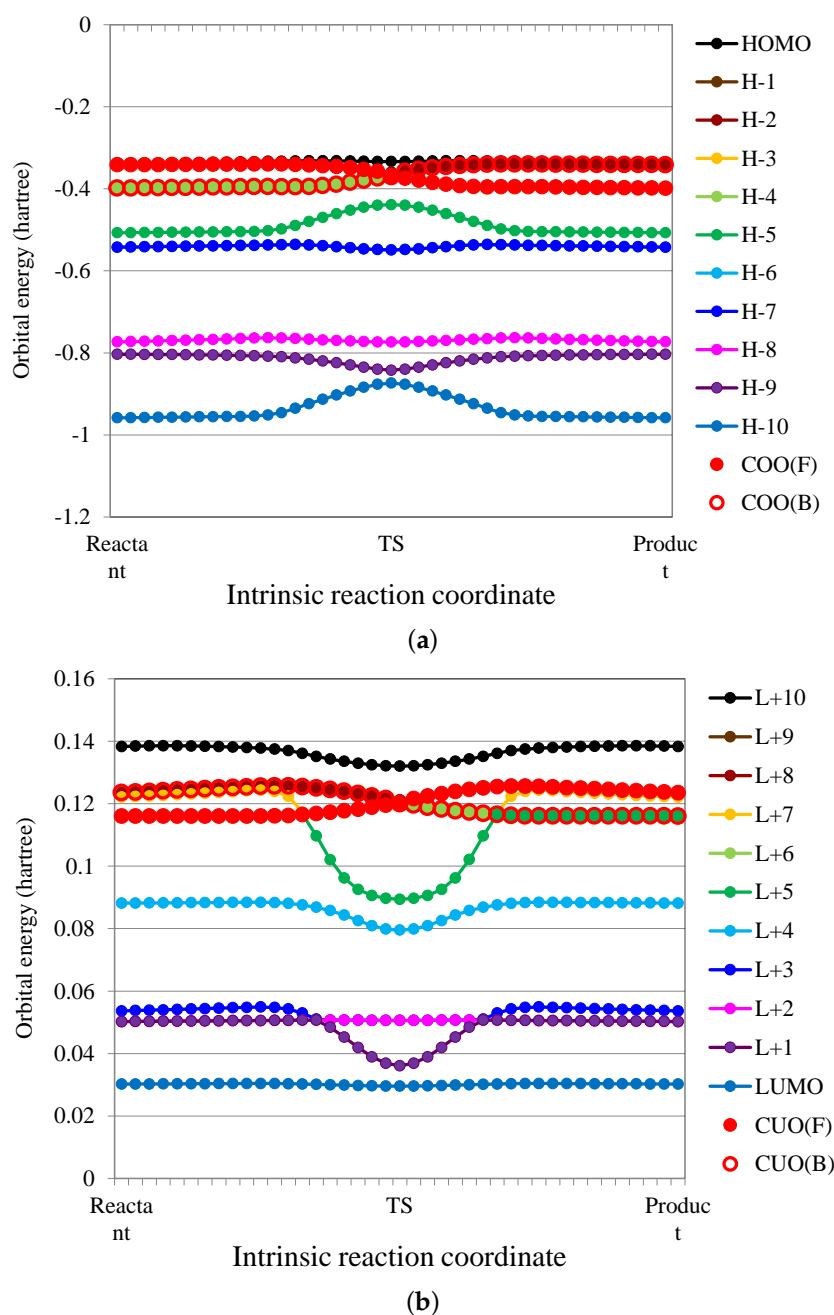 0
-0.2
-0.4
-0.6
-0.8
-1
-1.2
Orbital energy (hartree)
Reacta
nt
TS
Produc
t
Intrinsic reaction coordinate
HOMO
H-1
H-2
H-3
H-4
H-5
H-6
H-7
H-8
H-9
H-10
COO(F)
COO(B)
(a)
0.16
0.14
0.12
0.1
0.08
0.06
0.04
0.02
0
Orbital energy (hartree)
Reacta
nt
TS
Produc
t
Intrinsic reaction coordinate
L+10
L+9
L+8
L+7
L+6
L+5
L+4
L+3
L+2
L+1
LUMO
CUO(F)
CUO(B)
(b)